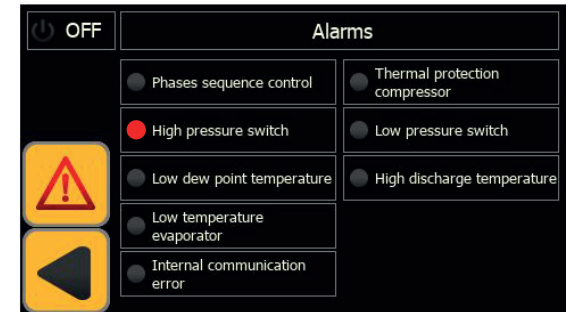 OFF
Alarms
Phases sequence control
Thermal protection
compressor
High pressure switch
Low pressure switch
Low dew point temperature
High discharge temperature
Low temperature
evaporator
Internal communication
error